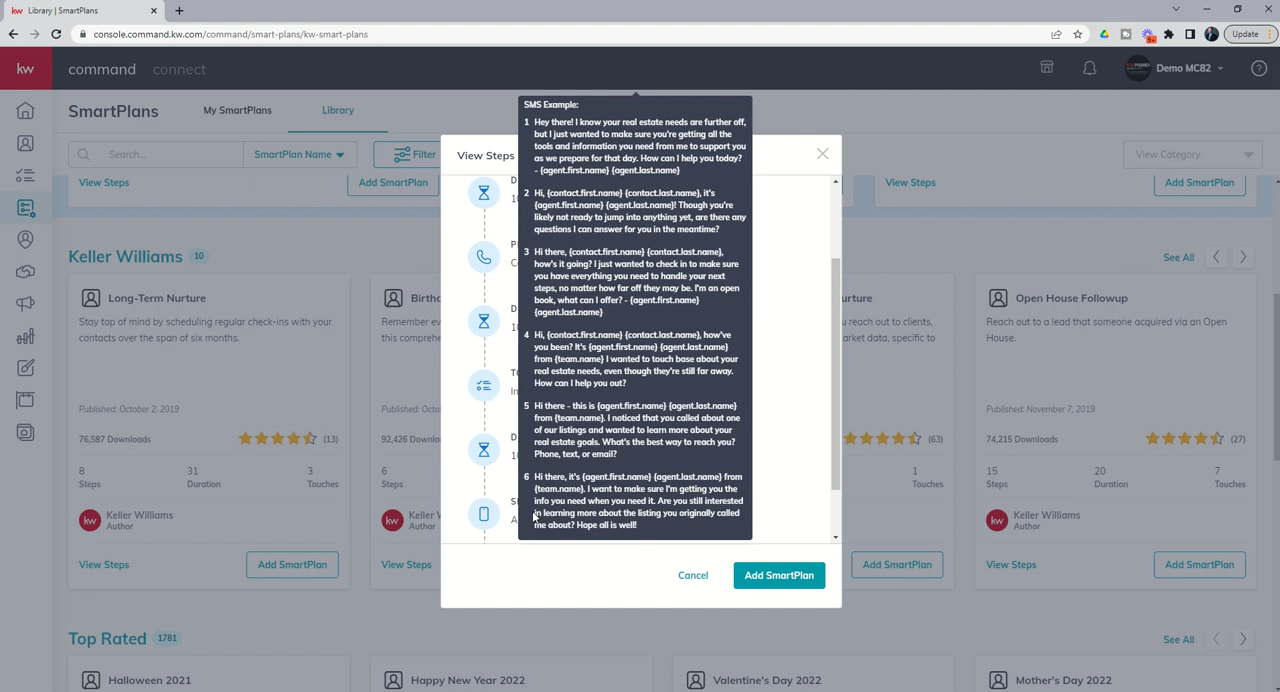 kw Library | SmartPlans
console.command.kw.com/command/smart-plans/kw-smart-plans
9+
Update
kw command connect
Demo MC82
SmartPlans My SmartPlans Library
Search... SmartPlan Name Filter View Category
View Steps Add SmartPlan View Steps Add SmartPlan
Keller Williams 10 See All
Long-Term Nurture
Stay top of mind by scheduling regular check-ins with your
contacts over the span of six months.
Published: October 2, 2019
76,587 Downloads (13)
8 31 3
Steps Duration Touches
kw Keller Williams
Author
View Steps Add SmartPlan
Remember
92,426 Downloads
6
Steps
kw
Author
View Steps
View Steps
SMS Example:
1 Hey there! I know your real estate needs are further off,
but I just wanted to make sure you're getting all the
tools and information you need from me to support you
as we prepare for that day. How can I help you today?
- {agent.first.name} {agent.last.name}
2 Hi, {contact.first.name} {contact.last.name}, it's
{agent.first.name} {agent.last.name}! Though you're
likely not ready to jump into anything yet, are there any
questions I can answer for you in the meantime?
3 Hi there, {contact.first.name} {contact.last.name},
how's it going? I just wanted to check in to make sure
you have everything you need to handle your next
steps, no matter how far off they may be. I'm an open
book, what can I offer? - {agent.first.name}
{agent.last.name}
4 Hi, {contact.first.name} {contact.last.name}, how've
you been? It's {agent.first.name} {agent.last.name}
from {team.name} I wanted to touch base about your
real estate needs, even though they're still far away.
How can I help you out?
5 Hi there - this is {agent.first.name} {agent.last.name}
from {team.name}. I noticed that you called about one
of our listings and wanted to learn more about your
real estate goals. What's the best way to reach you?
Phone, text, or email?
6 Hi there, it's {agent.first.name} {agent.last.name} from
{team.name}. I want to make sure I'm getting you the
info you need when you need it. Are you still interested
in learning more about the listing you originally called
me about? Hope all is well!
Cancel Add SmartPlan
you reach out to clients,
market data, specific to
(63)
1
Touches
Add SmartPlan
Open House Followup
Reach out to a lead that someone acquired via an Open
House.
Published: November 7, 2019
74,215 Downloads (27)
15 20 7
Steps Duration Touches
kw Keller Williams
Author
View Steps Add SmartPlan
Top Rated 1781 See All
Halloween 2021 Happy New Year 2022 Valentine's Day 2022 Mother's Day 2022